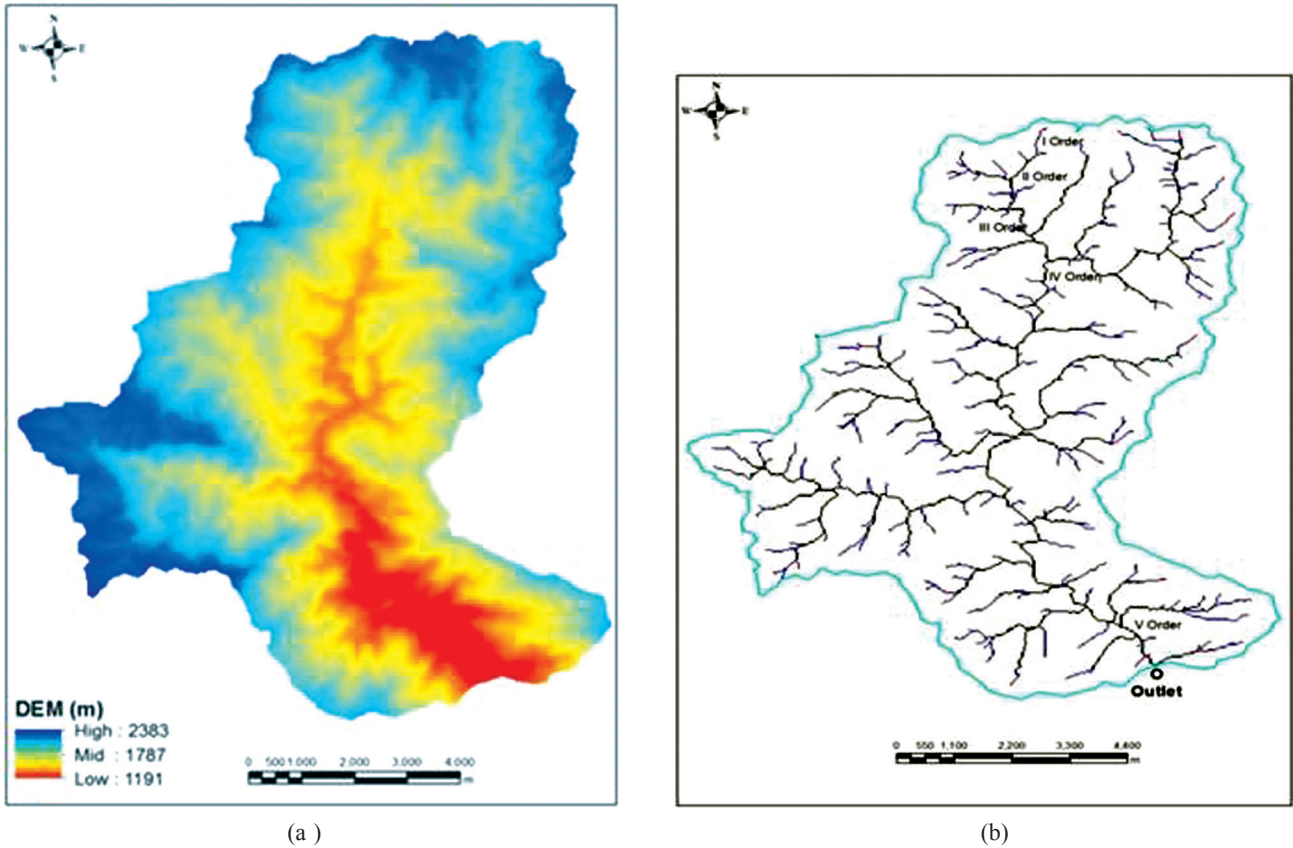 N
W E
S
DEM (m)
High : 2383
Mid : 1787
Low : 1191
0 500 1,000 2,000 3,000 4,000
m
(a )
N
W E
S
I Order
II Order
III Order
IV Order
V Order
Outlet
0 550 1,100 2,200 3,300 4,400
m
(b)